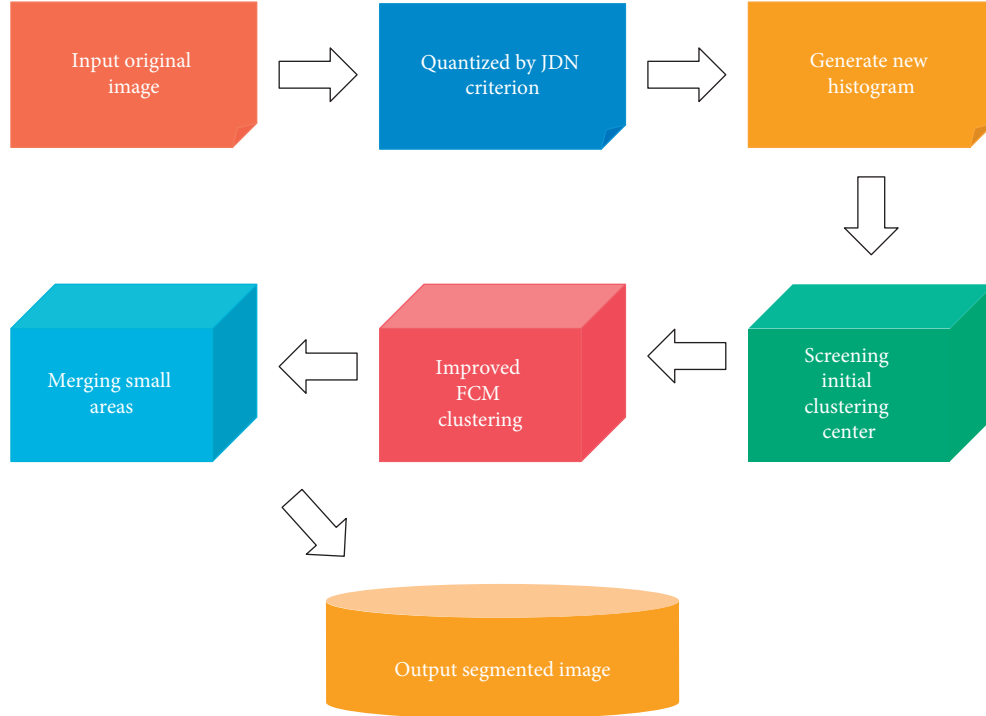 Input original
image
Quantized by JDN
criterion
Generate new
histogram
Screening
initial
clustering
center
Improved
FCM
clustering
Merging small
areas
Output segmented image